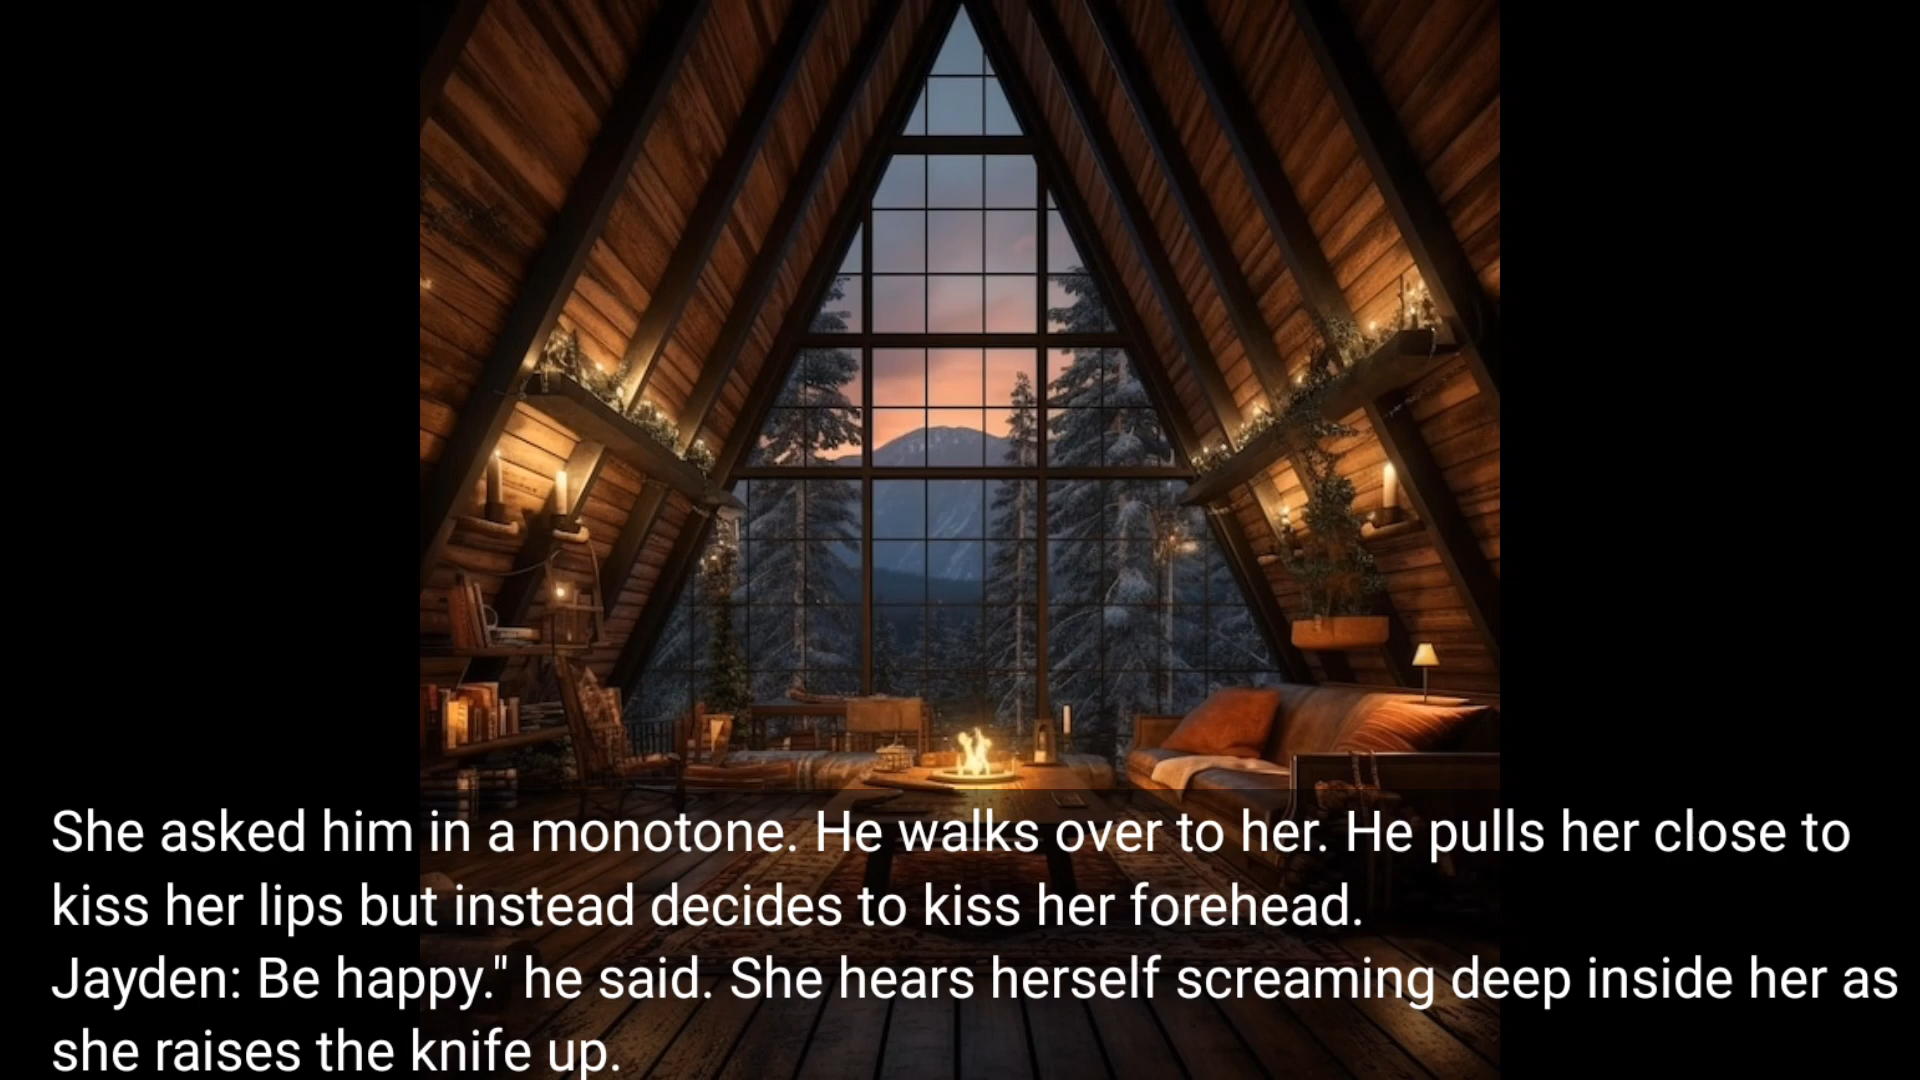 She asked him in a monotone. He walks over to her. He pulls her close to
kiss her lips but instead decides to kiss her forehead.
Jayden: Be happy." he said. She hears herself screaming deep inside her as
she raises the knife up.